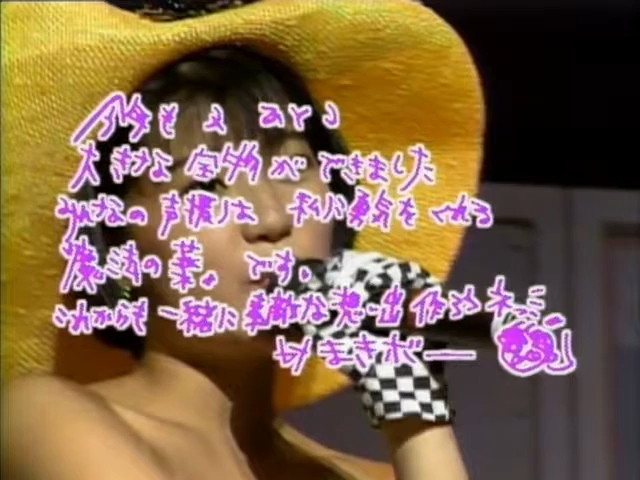 今年も又 ひとつ
大きな宝物ができました
みんなの声援は 私に勇気をくれる
魔法の薬。です。
これからも一緒に素敵な想い出作ろうネッ
by まきボー